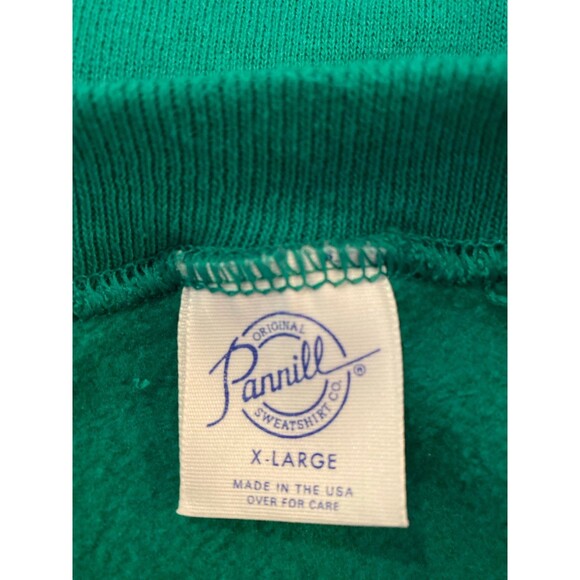 ORIGINAL
Pannill
SWEATSHIRT CO.
®
X-LARGE
MADE IN THE USA
OVER FOR CARE